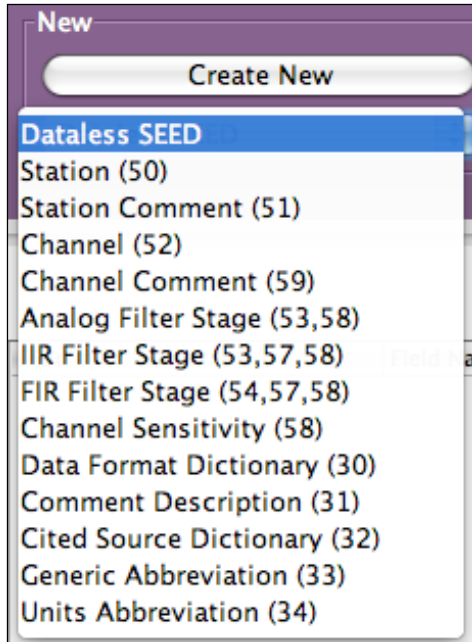 New
Create New
Dataless SEED
Station (50)
Station Comment (51)
Channel (52)
Channel Comment (59)
Analog Filter Stage (53,58)
IIR Filter Stage (53,57,58)
FIR Filter Stage (54,57,58)
Channel Sensitivity (58)
Data Format Dictionary (30)
Comment Description (31)
Cited Source Dictionary (32)
Generic Abbreviation (33)
Units Abbreviation (34)